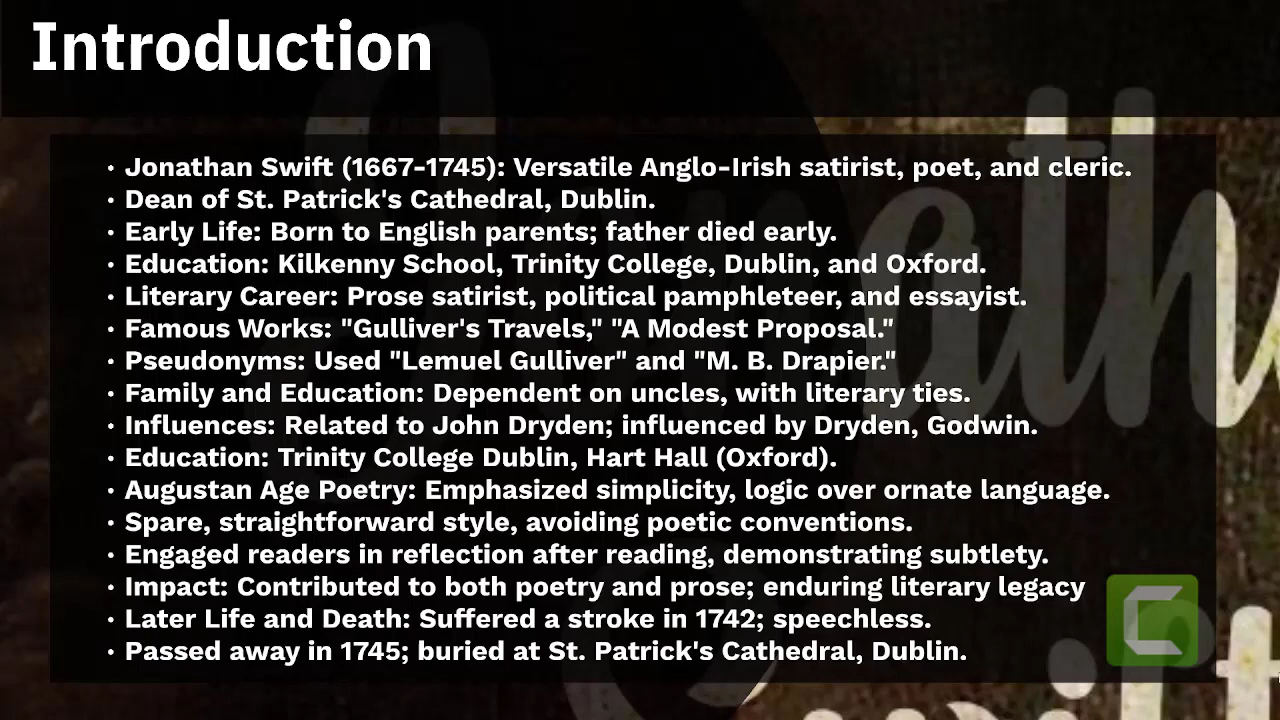 Introduction
• Jonathan Swift (1667-1745): Versatile Anglo-Irish satirist, poet, and cleric.
• Dean of St. Patrick's Cathedral, Dublin.
• Early Life: Born to English parents; father died early.
• Education: Kilkenny School, Trinity College, Dublin, and Oxford.
• Literary Career: Prose satirist, political pamphleteer, and essayist.
• Famous Works: "Gulliver's Travels," "A Modest Proposal."
• Pseudonyms: Used "Lemuel Gulliver" and "M. B. Drapier."
• Family and Education: Dependent on uncles, with literary ties.
• Influences: Related to John Dryden; influenced by Dryden, Godwin.
• Education: Trinity College Dublin, Hart Hall (Oxford).
• Augustan Age Poetry: Emphasized simplicity, logic over ornate language.
• Spare, straightforward style, avoiding poetic conventions.
• Engaged readers in reflection after reading, demonstrating subtlety.
• Impact: Contributed to both poetry and prose; enduring literary legacy
• Later Life and Death: Suffered a stroke in 1742; speechless.
• Passed away in 1745; buried at St. Patrick's Cathedral, Dublin.